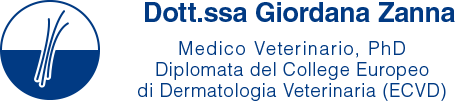 Dott.ssa Giordana Zanna
Medico Veterinario, PhD
Diplomata del College Europeo
di Dermatologia Veterinaria (ECVD)